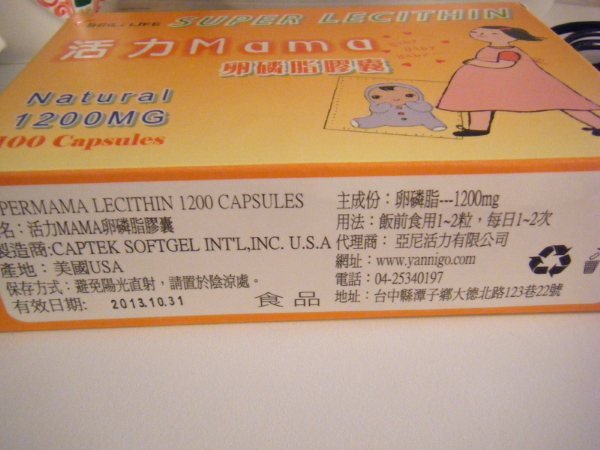 LIFE
SUPER LECITHIN
活力Mama
卵磷脂膠囊
Natural
1200MG
100 Capsules
PERMAMA LECITHIN 1200 CAPSULES
名：活力MAMA卵磷脂膠囊
製造商:CAPTEK SOFTGEL INT'L,INC. U.S.A
產地：美國USA
保存方式：避免陽光直射，請置於陰涼處。
有效日期: 2013.10.31
食品
主成份：卵磷脂---1200mg
用法：飯前食用1~2粒，每日1~2次
代理商： 亞尼活力有限公司
網址：www.yannigo.com
電話：04-25340197
地址：台中縣潭子鄉大德北路123巷22號